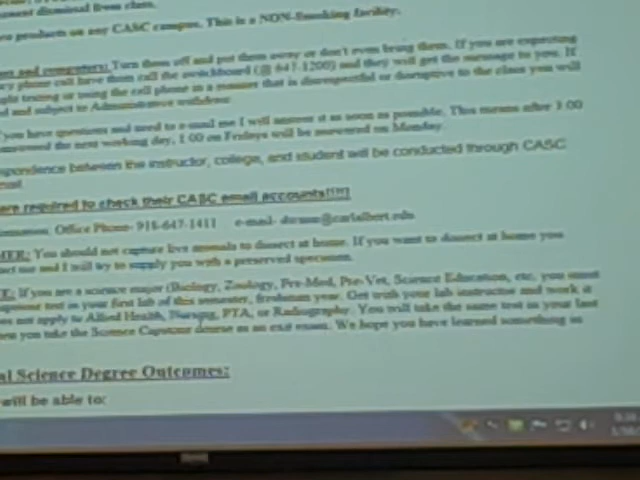 dismissal from class.
products on any CASC campus. This is a NON-Smoking facility.
and computers: Turn them off and put them away or don't even bring them. If you are expecting
phone call have them call the switchboard (@ 647-1200) and they will get the message to you. If
texting or using the cell phone in a manner that is disrespectful or disruptive to the class you will
and subject to Administrative withdraw.
you have questions and need to e-mail me I will answer it as soon as possible. This means after 1:00
answered the next working day, 1:00 on Fridays will be answered on Monday.
between the instructor, college, and student will be conducted through CASC
are required to check their CASC email accounts!!!!
Office Phone- 918-647-1411 e-mail-
You should not capture live animals to dissect at home. If you want to dissect at home you
me and I will try to supply you with a preserved specimen.
If you are a science major (Biology, Zoology, Pre-Med, Pre-Vet, Science Education, etc. you must
test in your first lab of this semester, freshman year. Get with your lab instructor and work it
not apply to Allied Health, Nursing, PTA, or Radiography. You will take the same test in your last
you take the Science Capstone course as an exit exam. We hope you have learned something in
Science Degree Outcomes:
will be able to: